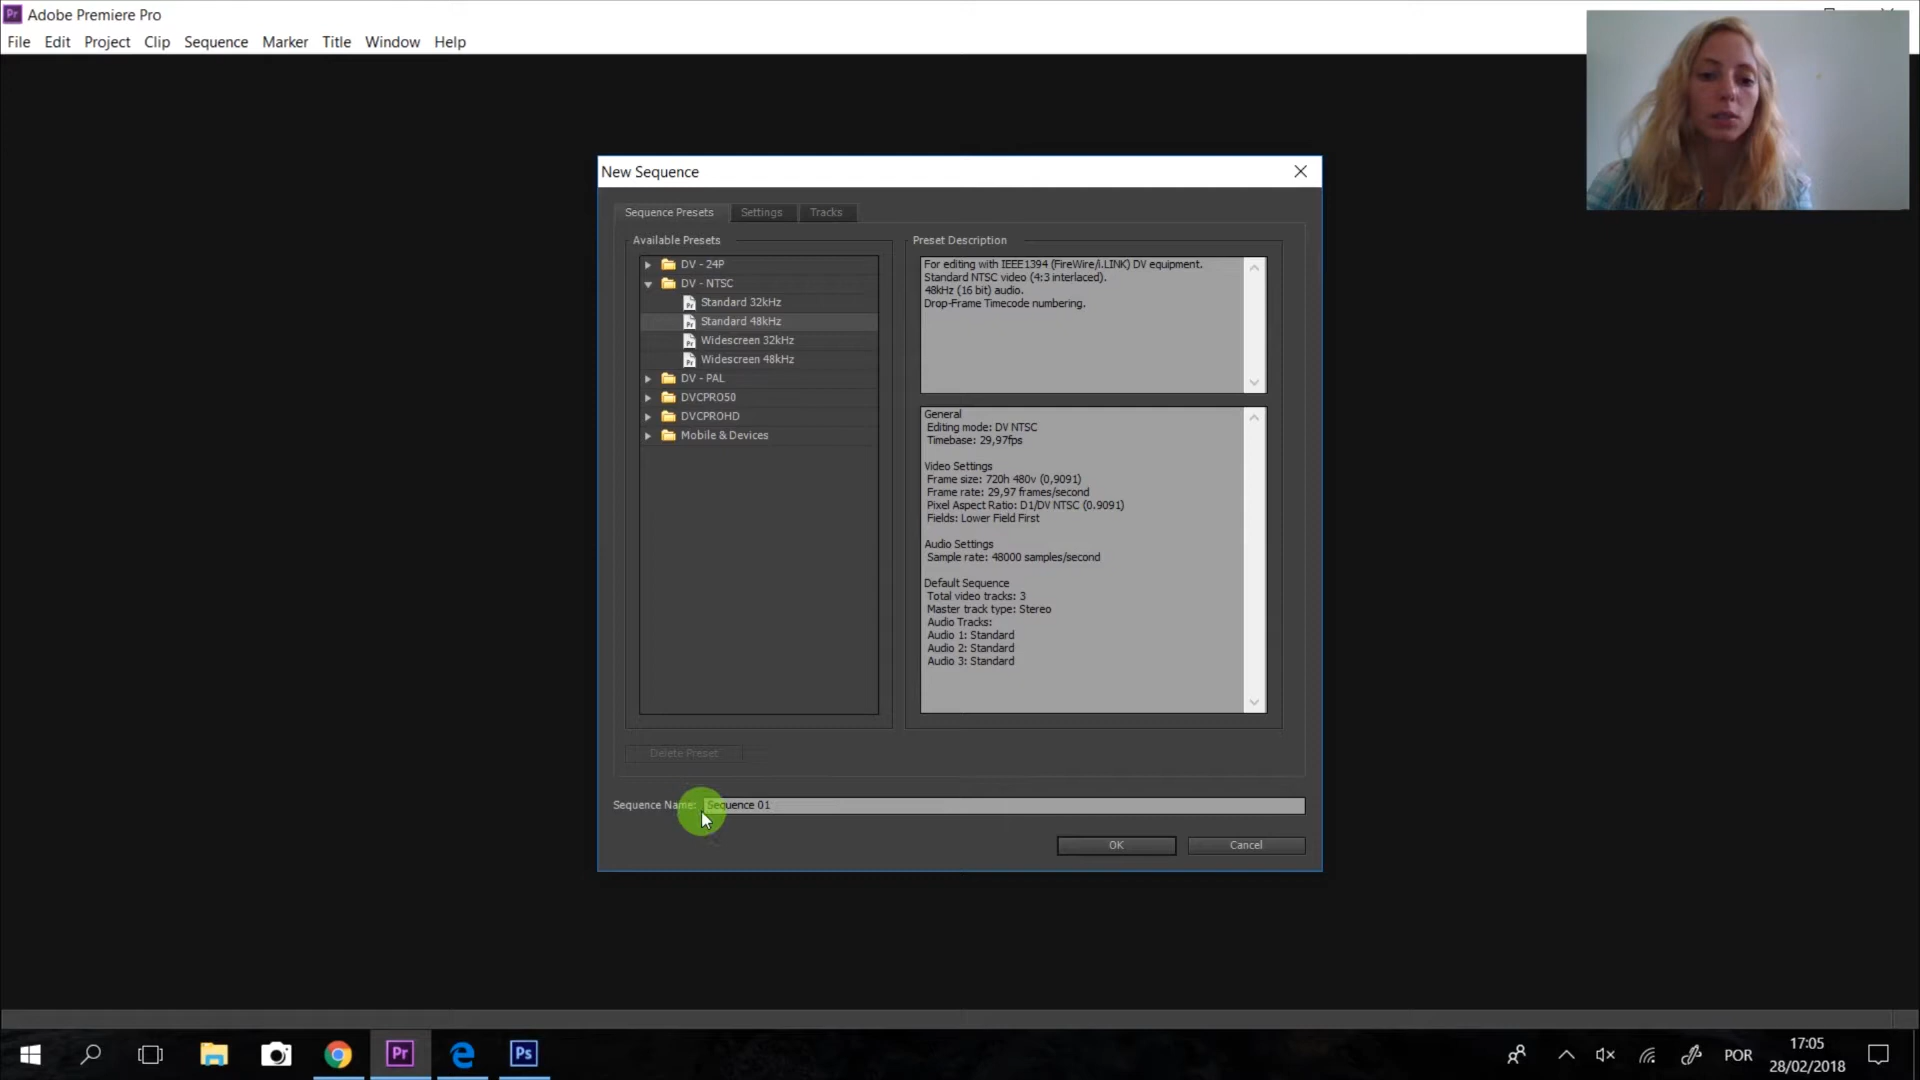 Pr Adobe Premiere Pro
File Edit Project Clip Sequence Marker Title Window Help
New Sequence
Sequence Presets Settings Tracks
Available Presets
DV - 24P
DV - NTSC
Standard 32kHz
Standard 48kHz
Widescreen 32kHz
Widescreen 48kHz
DV - PAL
DVCPRO50
DVCPROHD
Mobile & Devices
Delete Preset
Preset Description
For editing with IEEE1394 (FireWire/i.LINK) DV equipment.
Standard NTSC video (4:3 interlaced).
48kHz (16 bit) audio.
Drop-Frame Timecode numbering.
General
Editing mode: DV NTSC
Timebase: 29,97fps
Video Settings
Frame size: 720h 480v (0,9091)
Frame rate: 29,97 frames/second
Pixel Aspect Ratio: D1/DV NTSC (0.9091)
Fields: Lower Field First
Audio Settings
Sample rate: 48000 samples/second
Default Sequence
Total video tracks: 3
Master track type: Stereo
Audio Tracks:
Audio 1: Standard
Audio 2: Standard
Audio 3: Standard
Sequence Name: Sequence 01
OK Cancel
Pr Ps POR 17:05
28/02/2018